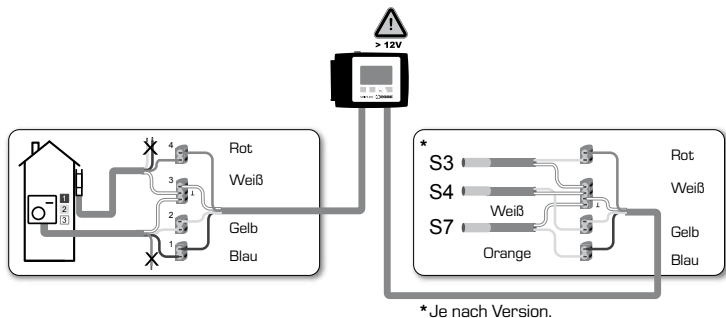 > 12V
1
2
3
4
3
2
1
Rot
Weiß
Gelb
Blau
*
S3
S4
S7
Weiß
Orange
Rot
Weiß
Gelb
Blau
*Je nach Version.